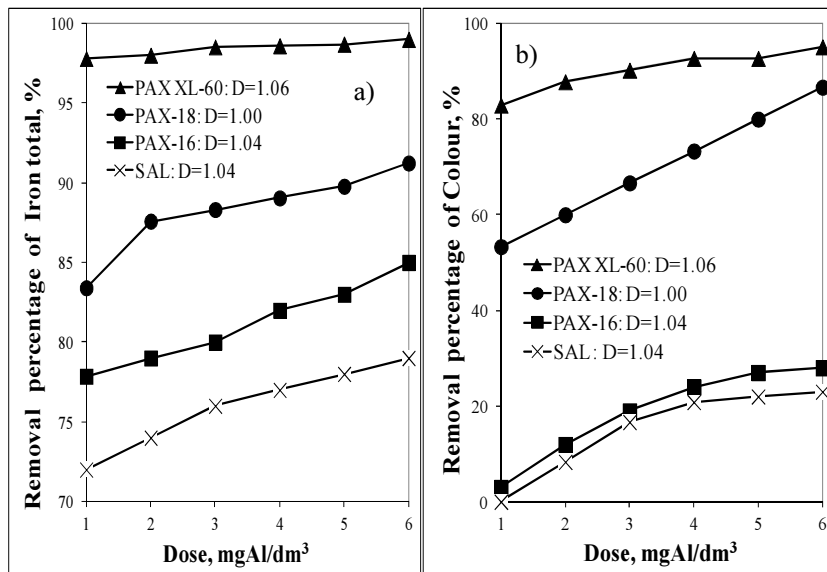 Removal percentage of Iron total, %
100
95
90
85
80
75
70
a)
PAX XL-60: D=1.06
PAX-18: D=1.00
PAX-16: D=1.04
SAL: D=1.04
1 2 3 4 5 6
Dose, mgAl/dm³
Removal percentage of Colour, %
100
80
60
40
20
0
b)
PAX XL-60: D=1.06
PAX-18: D=1.00
PAX-16: D=1.04
SAL: D=1.04
1 2 3 4 5 6
Dose, mgAl/dm³